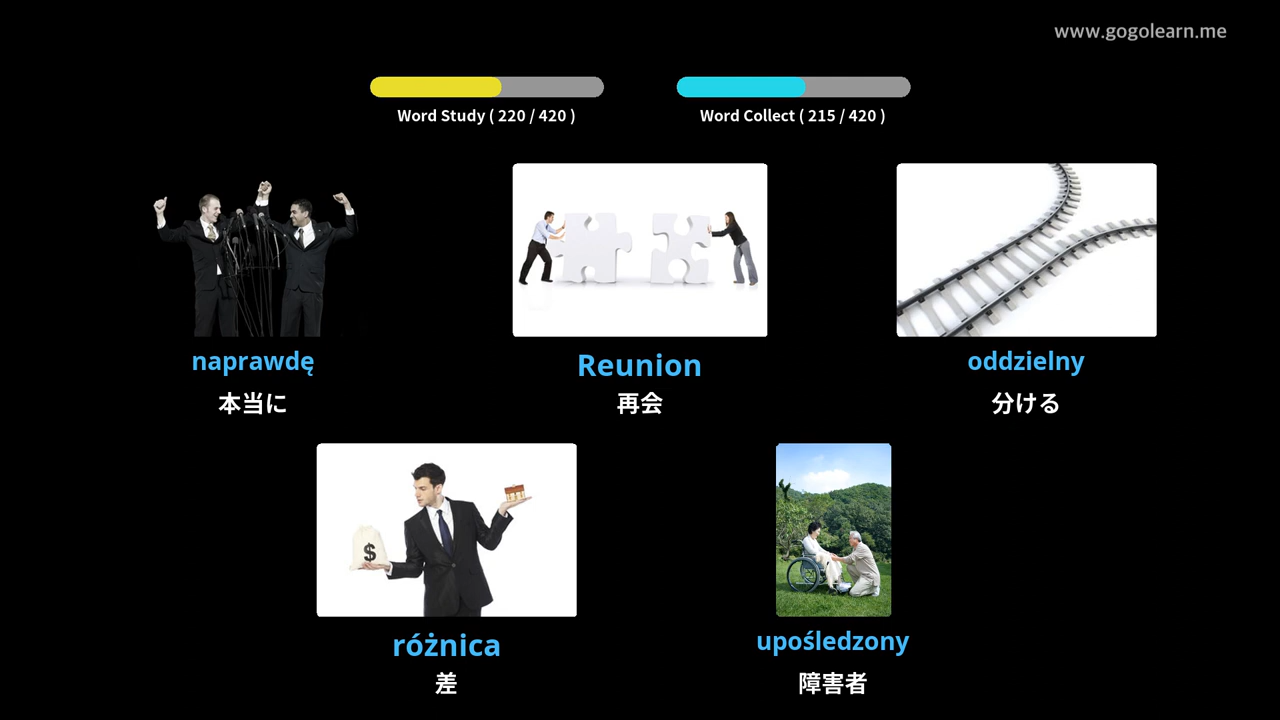 www.gogolearn.me
Word Study ( 220 / 420 )
Word Collect ( 215 / 420 )
naprawdę
本当に
Reunion
再会
oddzielny
分ける
$
różnica
差
upośledzony
障害者